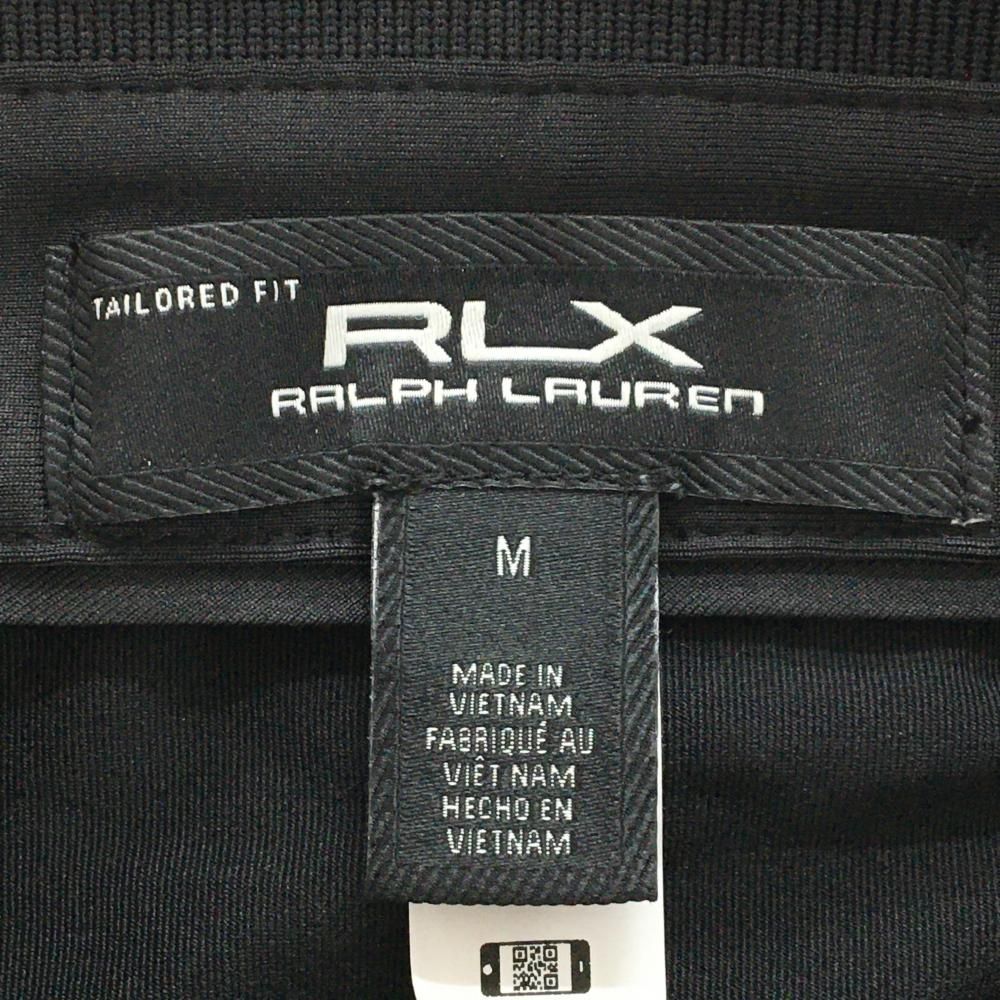 TAILORED FIT
RLX
RALPH LAUREN
M
MADE IN
VIETNAM
FABRIQUÉ AU
VIÊT NAM
HECHO EN
VIETNAM